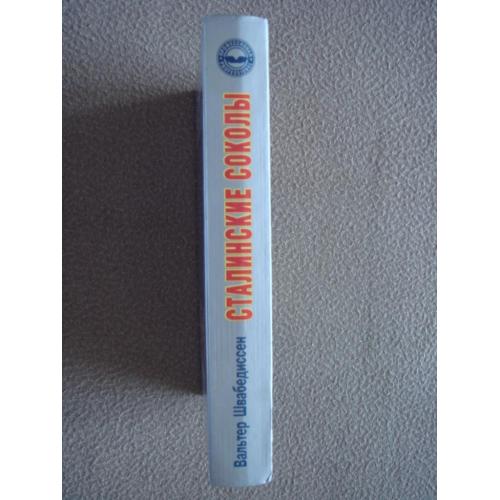 Вальтер Швабедиссен
СТАЛИНСКИЕ СОКОЛЫ